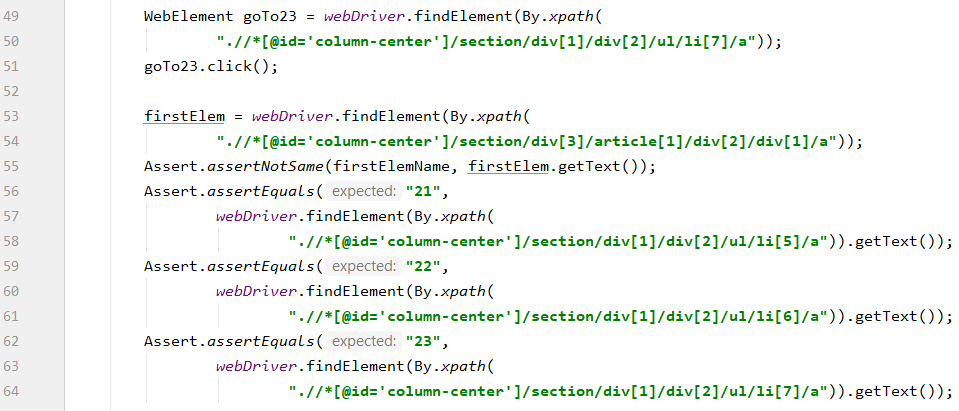 49 WebElement goTo23 = webDriver.findElement(By.xpath(
50 ".//*[@id='column-center']/section/div[1]/div[2]/ul/li[7]/a"));
51 goTo23.click();
52
53 firstElem = webDriver.findElement(By.xpath(
54 ".//*[@id='column-center']/section/div[3]/article[1]/div[2]/div[1]/a"));
55 Assert.assertNotSame(firstElemName, firstElem.getText());
56 Assert.assertEquals( expected: "21",
57 webDriver.findElement(By.xpath(
58 ".//*[@id='column-center']/section/div[1]/div[2]/ul/li[5]/a")).getText());
59 Assert.assertEquals( expected: "22",
60 webDriver.findElement(By.xpath(
61 ".//*[@id='column-center']/section/div[1]/div[2]/ul/li[6]/a")).getText());
62 Assert.assertEquals( expected: "23",
63 webDriver.findElement(By.xpath(
64 ".//*[@id='column-center']/section/div[1]/div[2]/ul/li[7]/a")).getText());